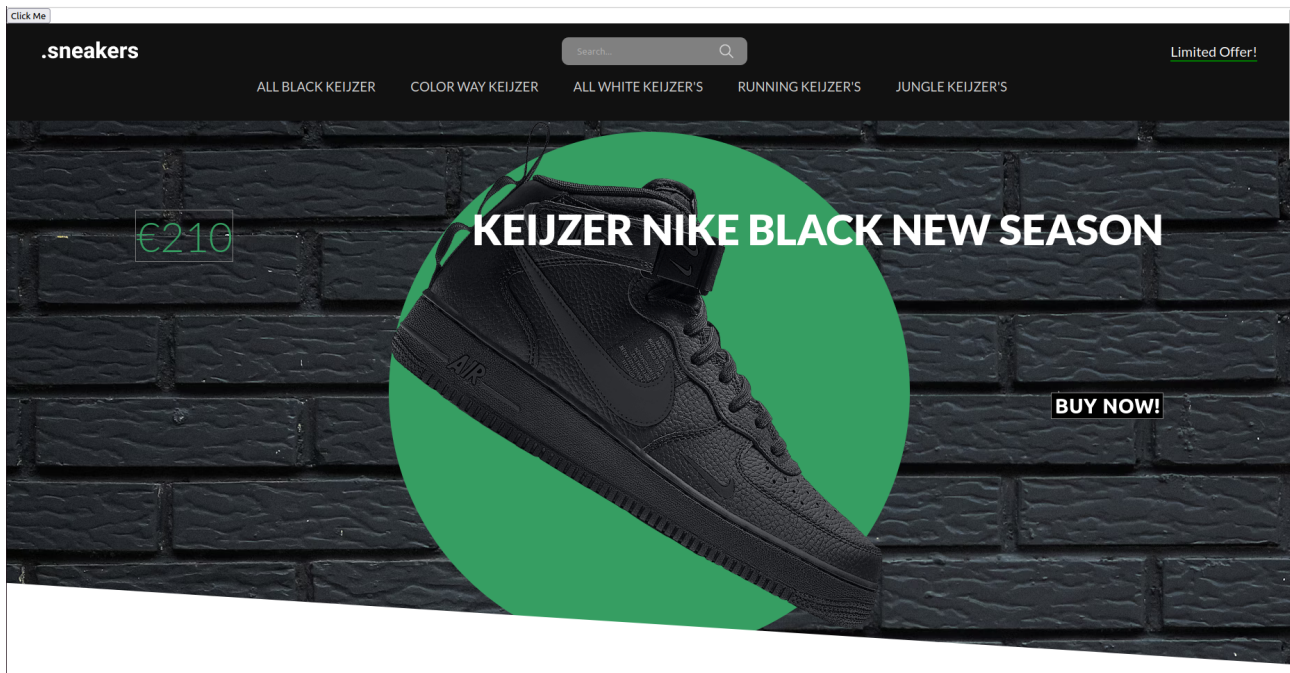 Click Me
.sneakers
Search...
Limited Offer!
ALL BLACK KEIJZER COLOR WAY KEIJZER ALL WHITE KEIJZER'S RUNNING KEIJZER'S JUNGLE KEIJZER'S
€210
KEIJZER NIKE BLACK NEW SEASON
AIR
BUY NOW!